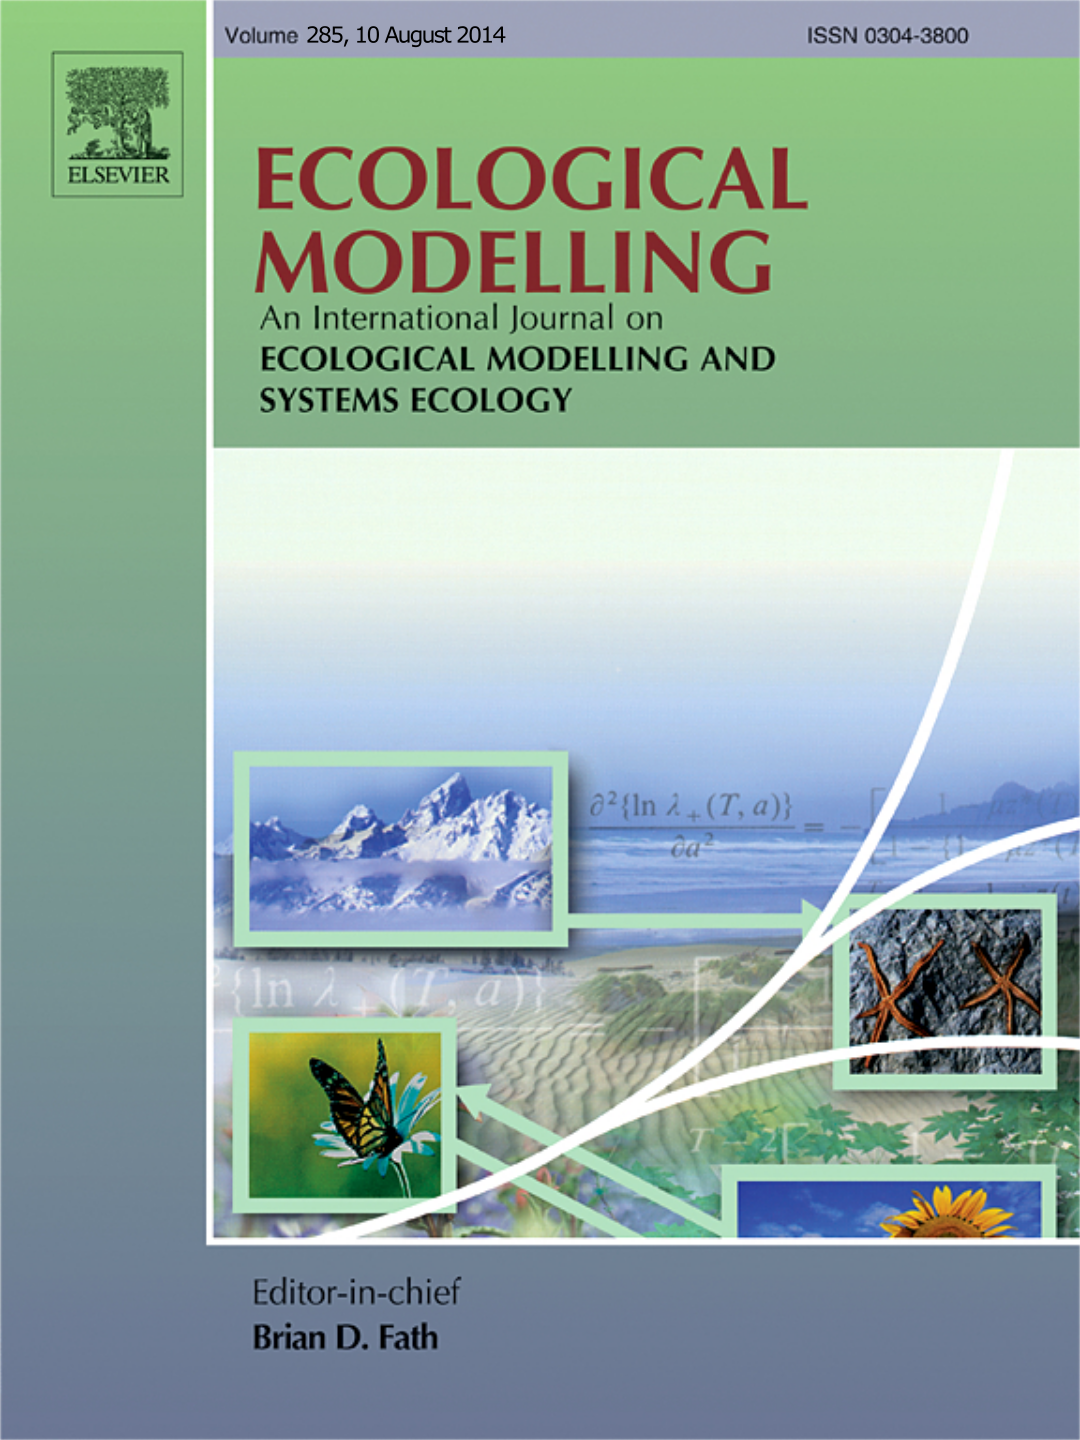 Volume 285, 10 August 2014
ISSN 0304-3800
ELSEVIER
ECOLOGICAL
MODELLING
An International Journal on
ECOLOGICAL MODELLING AND
SYSTEMS ECOLOGY
∂²{ln λ₊(T, a)}
∂a²
= −
{ln λ₊(T, a)}
Editor-in-chief
Brian D. Fath